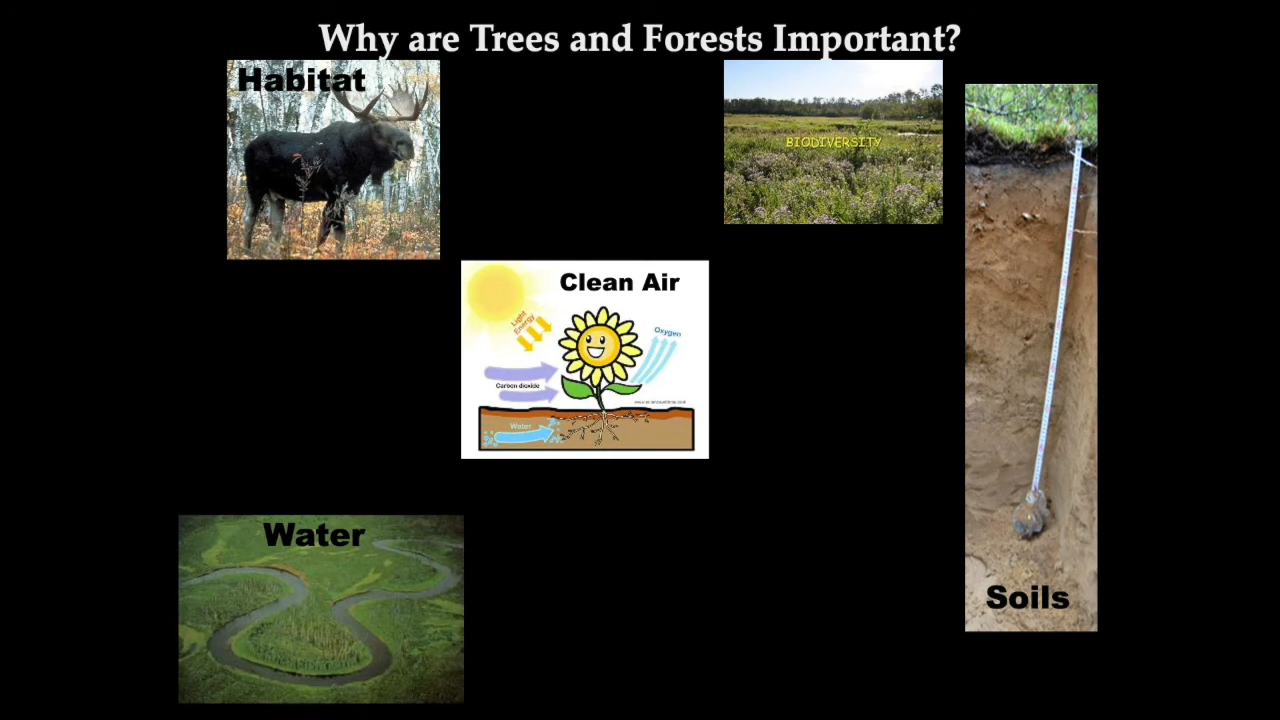 Why are Trees and Forests Important?
Habitat
BIODIVERSITY
Clean Air
Light
Energy
Oxygen
Carbon dioxide
Water
Water
Soils